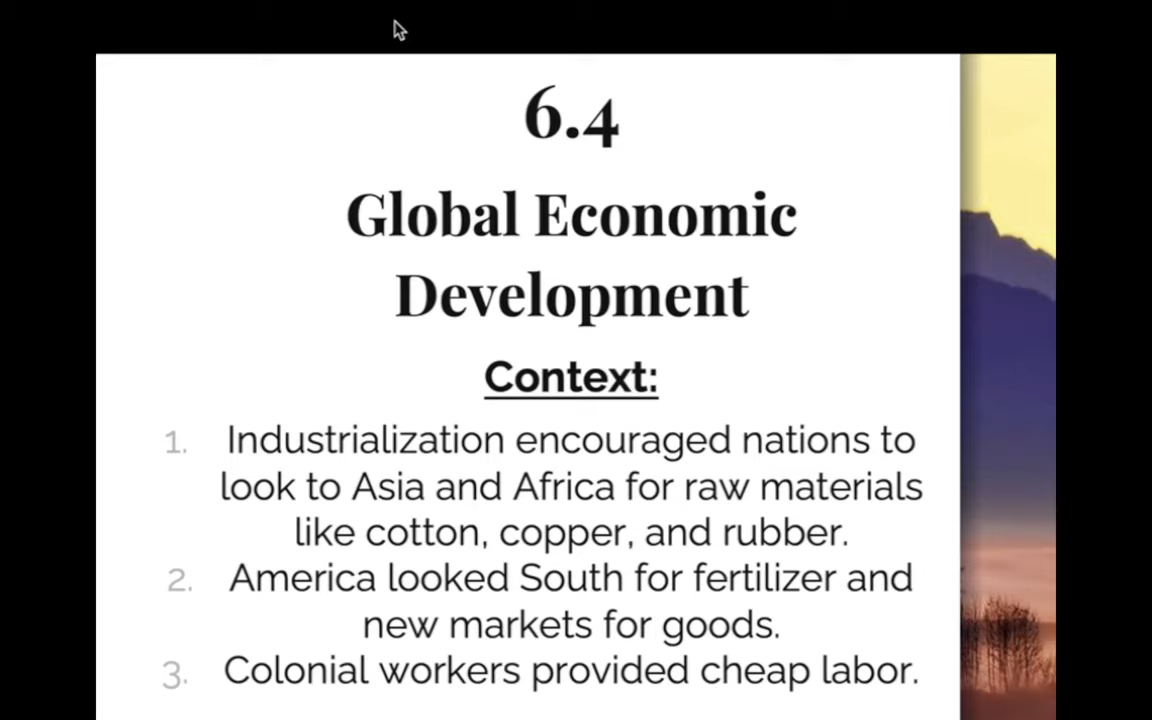 6.4
Global Economic
Development
Context:
1. Industrialization encouraged nations to
look to Asia and Africa for raw materials
like cotton, copper, and rubber.
2. America looked South for fertilizer and
new markets for goods.
3. Colonial workers provided cheap labor.